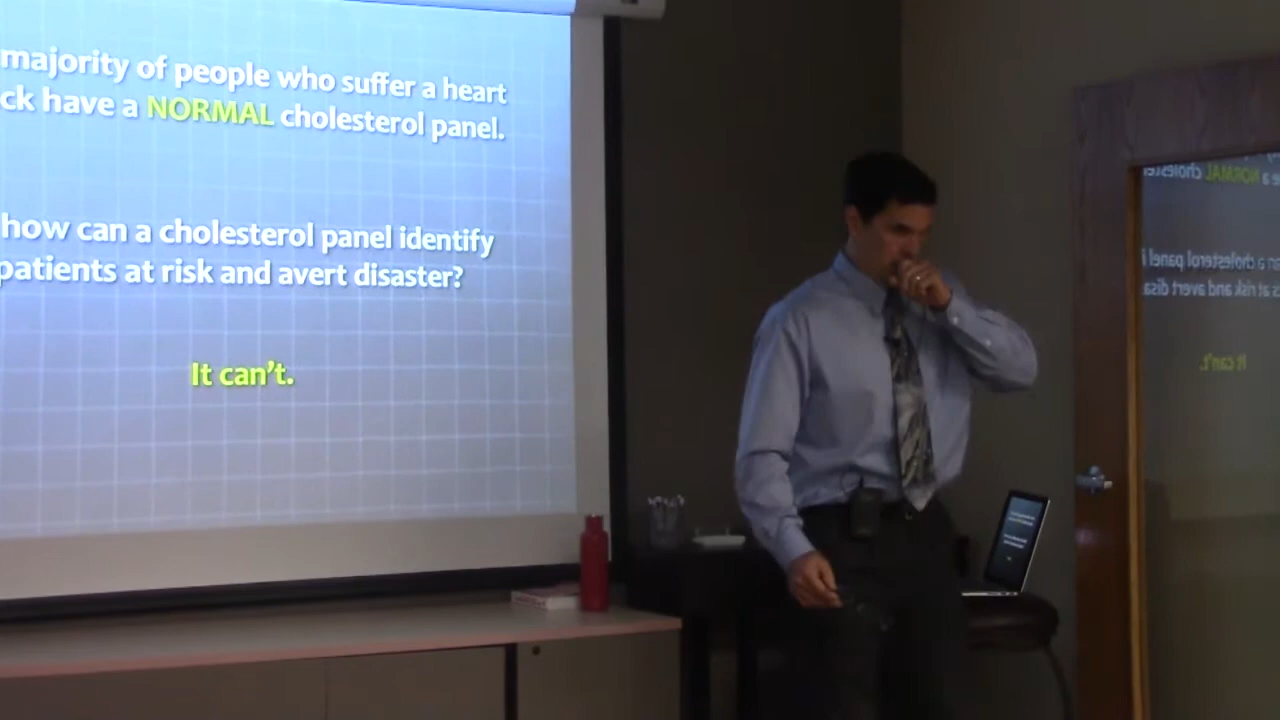 majority of people who suffer a heart
ck have a NORMAL cholesterol panel.
how can a cholesterol panel identify
patients at risk and avert disaster?
It can't.